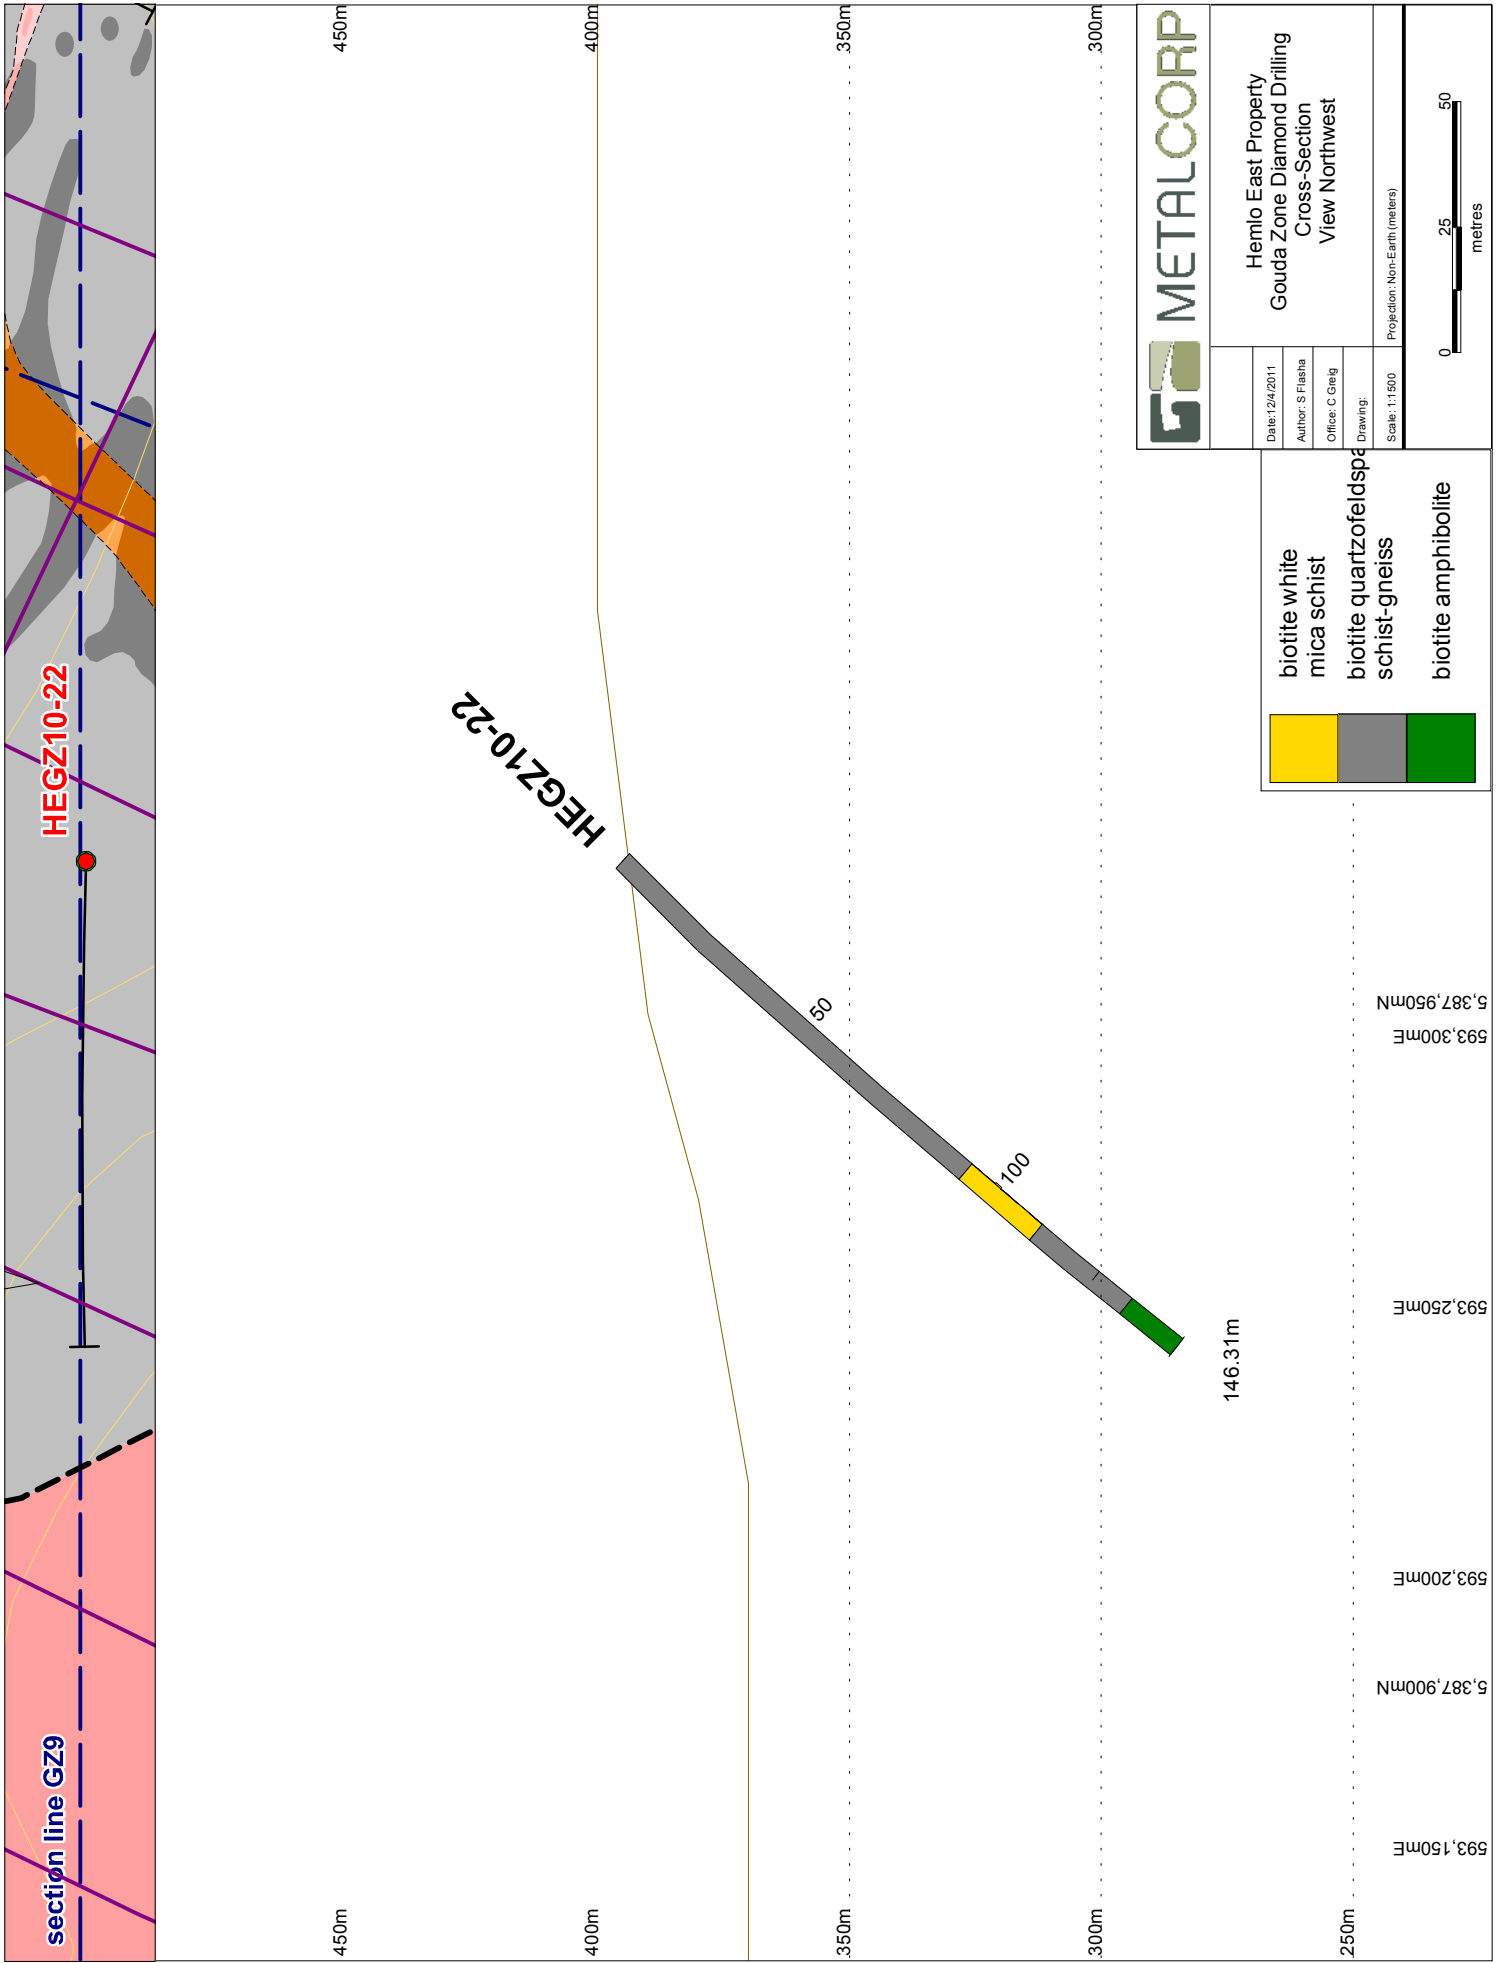 section line GZ9
HEGZ10-22
450m
450m
400m
400m
HEGZ10-22
350m
350m
50
300m
300m
100
146.31m
250m
593,150mE
5,387,900mN
593,200mE
593,250mE
593,300mE
5,387,950mN
biotite white
mica schist
biotite quartzofeldspa
schist-gneiss
biotite amphibolite
METALCORP
Hemlo East Property
Gouda Zone Diamond Drilling
Cross-Section
View Northwest
Date:12/4/2011
Author: S Flasha
Office: C Greig
Drawing:
Scale: 1:1500
Projection: Non-Earth (meters)
0 25 50
metres